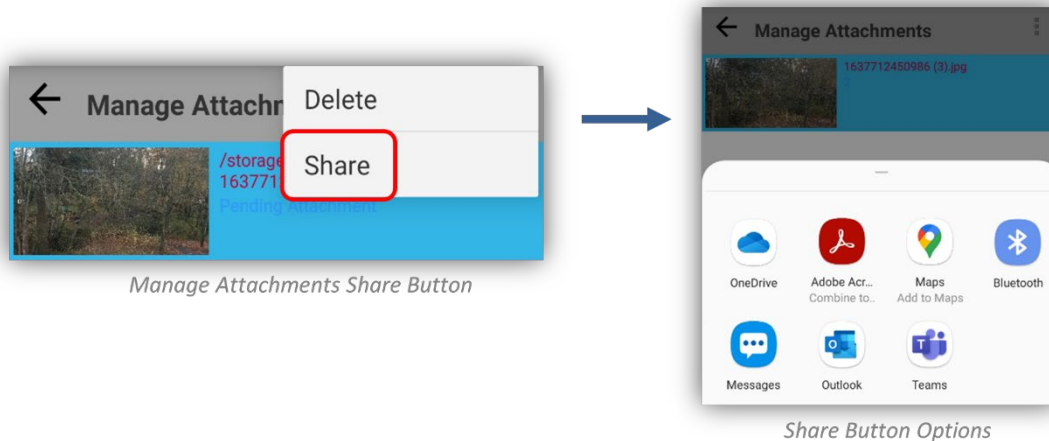 Manage Attachn
Delete
Share
/storage
163771
Pending Attachment
Manage Attachments Share Button
Manage Attachments
1637712450986 (3).jpg
OneDrive
Adobe Acr...
Combine to..
Maps
Add to Maps
Bluetooth
Messages
Outlook
Teams
Share Button Options